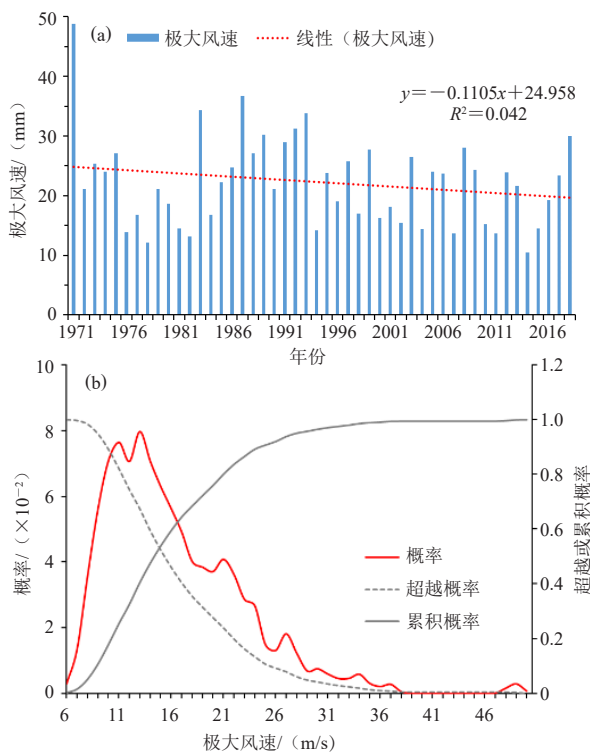 (a) 极大风速 线性（极大风速）
y=－0.1105x+24.958
R²=0.042
极大风速/（mm）
60
50
40
30
20
10
0
1971 1976 1981 1986 1991 1996 2001 2006 2011 2016
年份
(b)
概率/（×10⁻²）
10
8
6
4
2
0
超越或累积概率
1.2
1.0
0.8
0.6
0.4
0.2
0
概率
超越概率
累积概率
6 11 16 21 26 31 36 41 46
极大风速/（m/s）